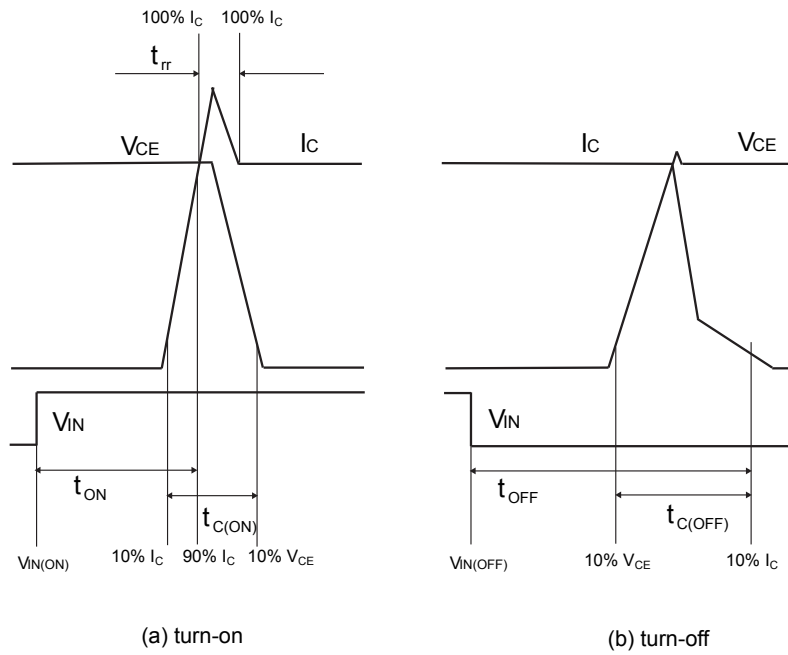 100% IC 100% IC
trr
VCE IC
VIN
tON
tC(ON)
VIN(ON) 10% IC 90% IC 10% VCE
(a) turn-on
IC VCE
VIN
tOFF
tC(OFF)
VIN(OFF) 10% VCE 10% IC
(b) turn-off